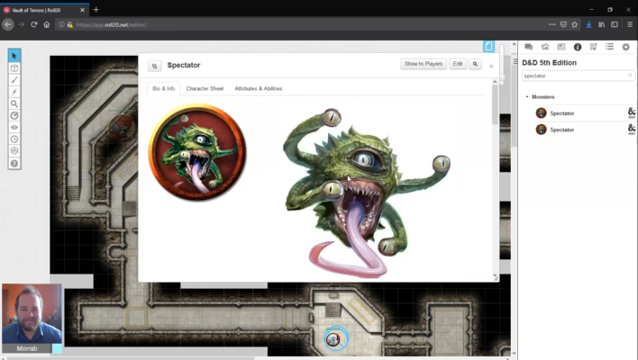 Vault of Terrors | Roll20
https://app.roll20.net/editor/
Spectator
Show to Players
Edit
Bio & Info
Character Sheet
Attributes & Abilities
D&D 5th Edition
spectator
Monsters
Spectator
Spectator
Morrab